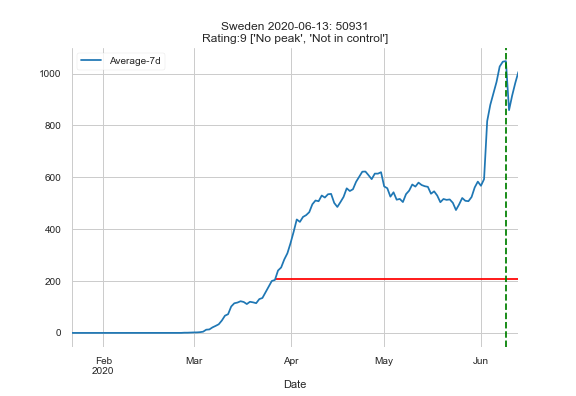 Sweden 2020-06-13: 50931
Rating:9 ['No peak', 'Not in control']
Average-7d
1000
800
600
400
200
0
Feb Mar Apr May Jun
2020
Date